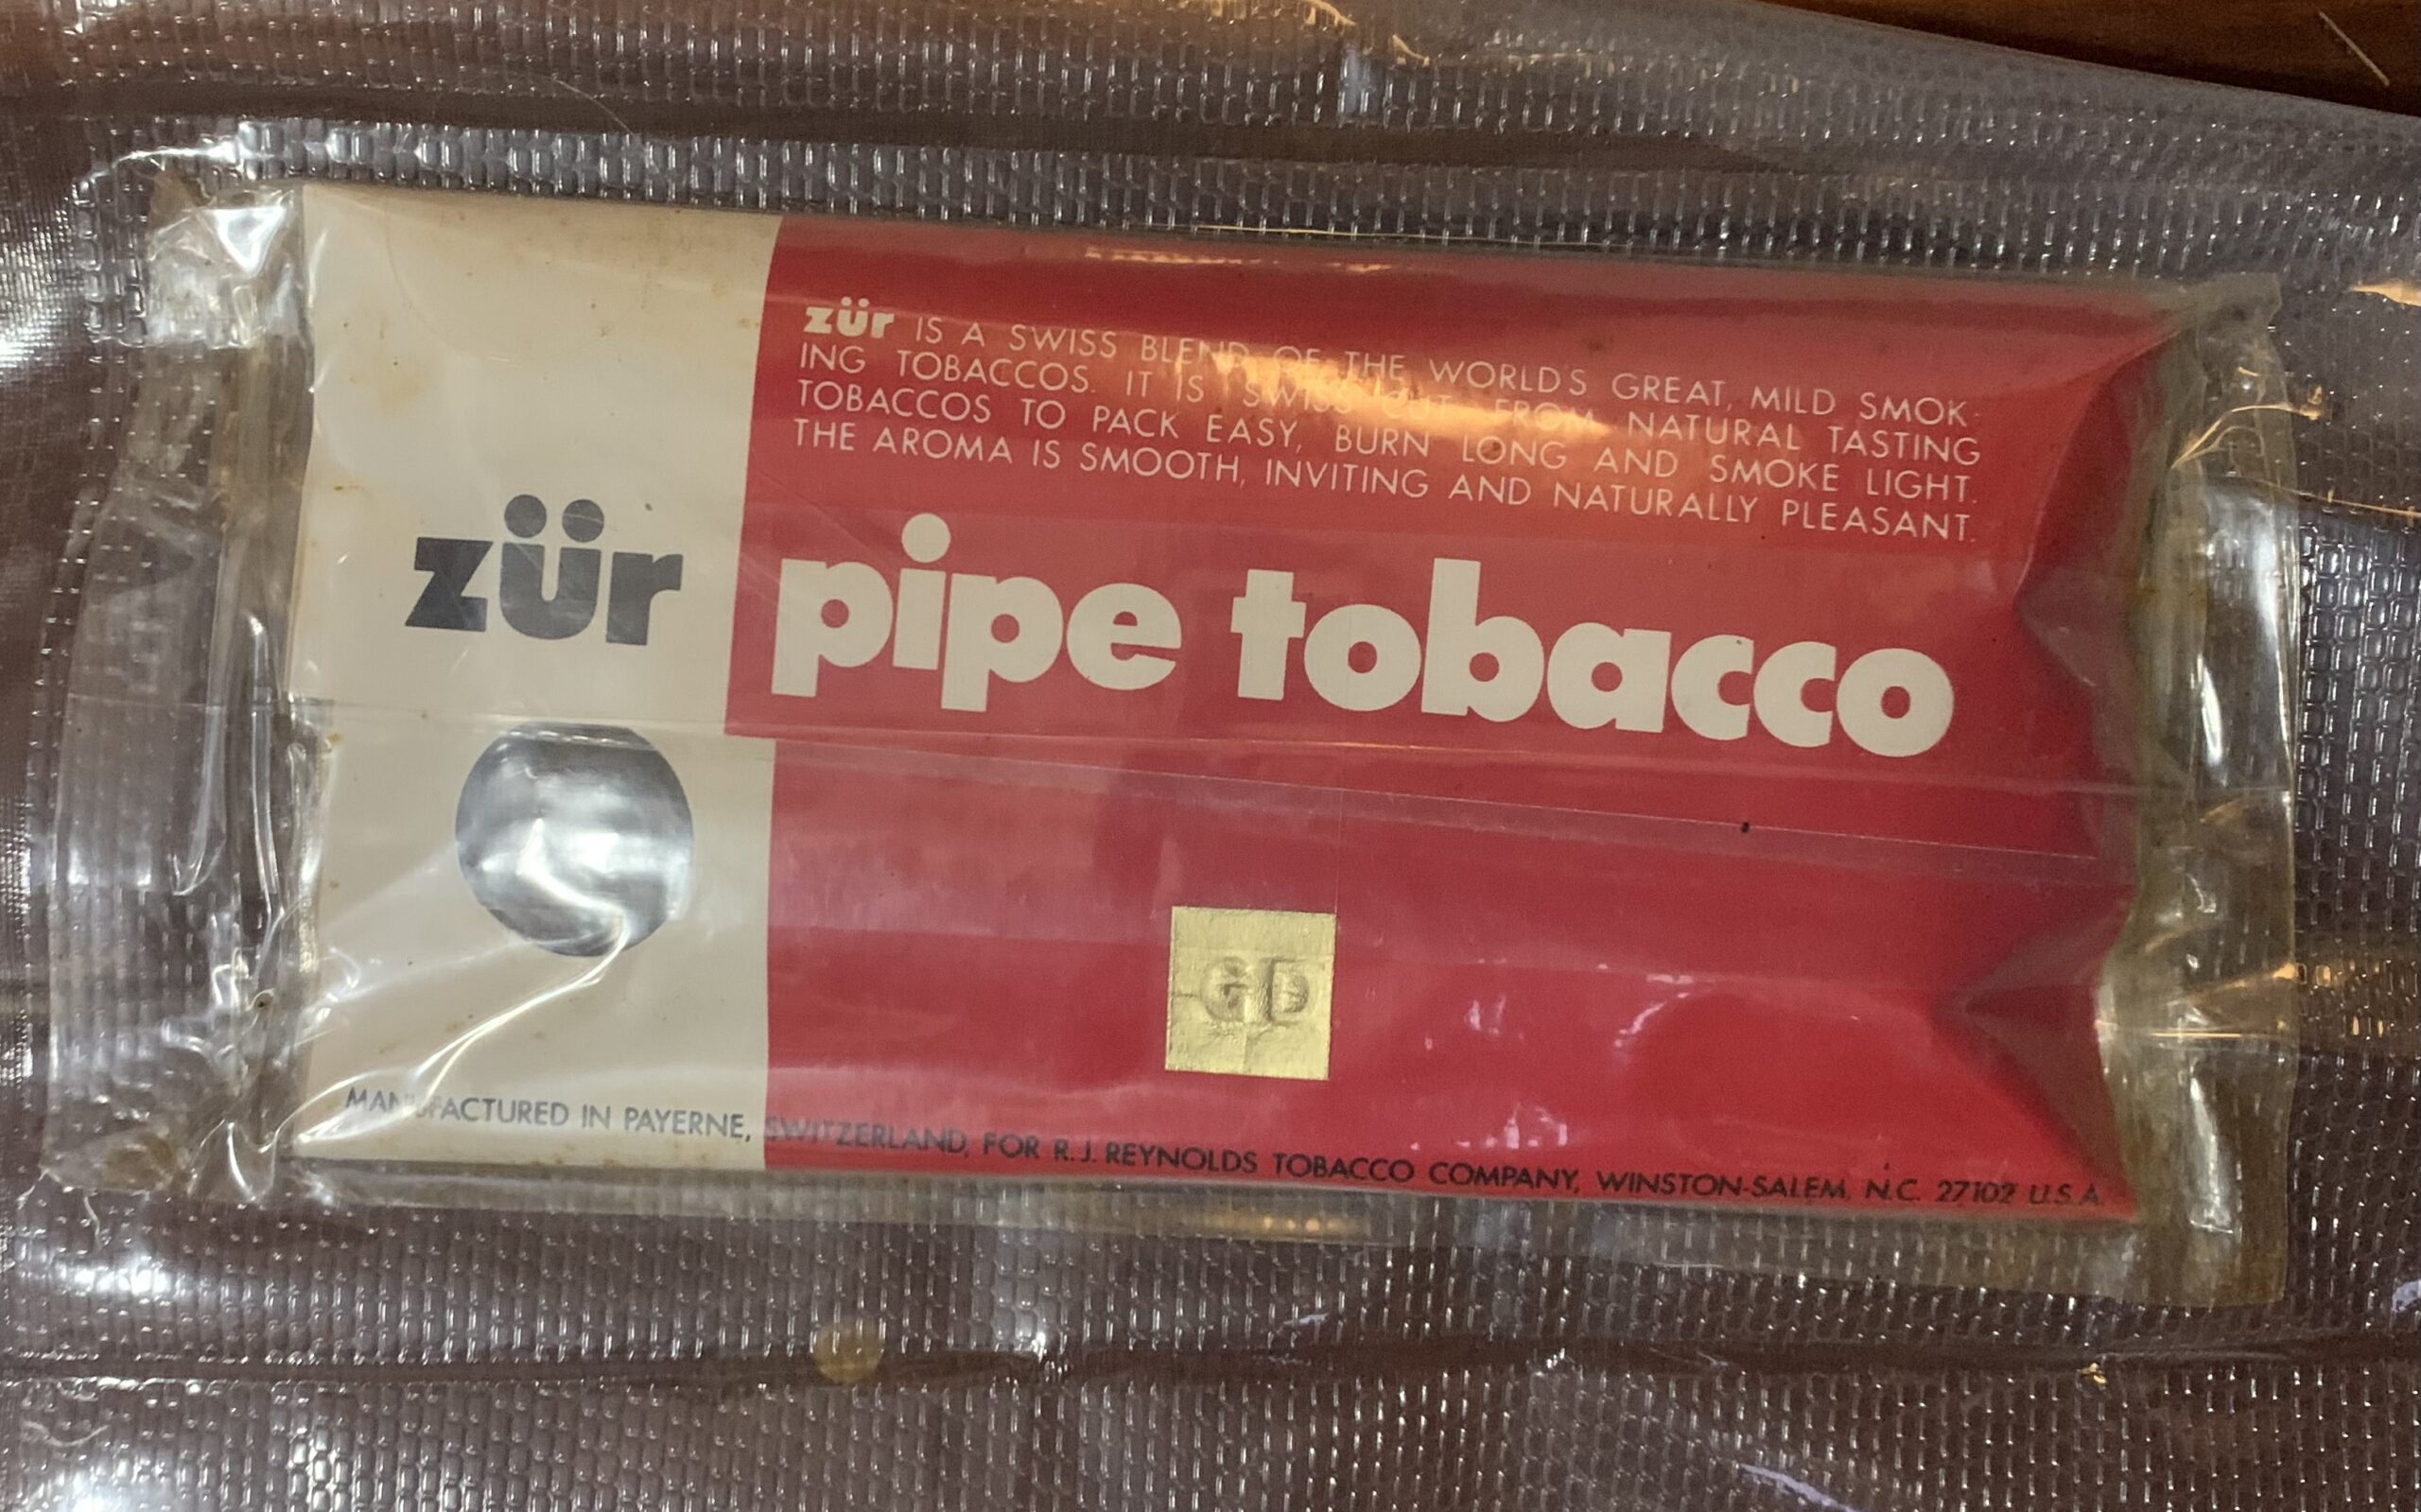 zür IS A SWISS BLEND OF THE WORLDS GREAT, MILD SMOK-
ING TOBACCOS. IT IS SWISS CUT FROM NATURAL TASTING
TOBACCOS TO PACK EASY, BURN LONG AND SMOKE LIGHT.
THE AROMA IS SMOOTH, INVITING AND NATURALLY PLEASANT.
zür pipe tobacco
GD
MANUFACTURED IN PAYERNE, SWITZERLAND, FOR R.J. REYNOLDS TOBACCO COMPANY, WINSTON-SALEM, N.C. 27102 U.S.A.